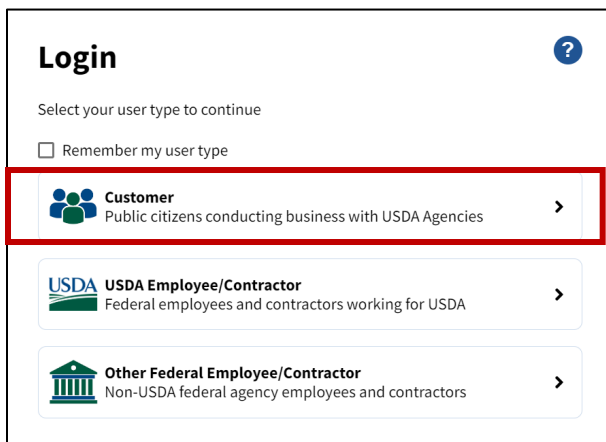 Login
?
Select your user type to continue
Remember my user type
Customer
Public citizens conducting business with USDA Agencies
USDA
USDA Employee/Contractor
Federal employees and contractors working for USDA
Other Federal Employee/Contractor
Non-USDA federal agency employees and contractors